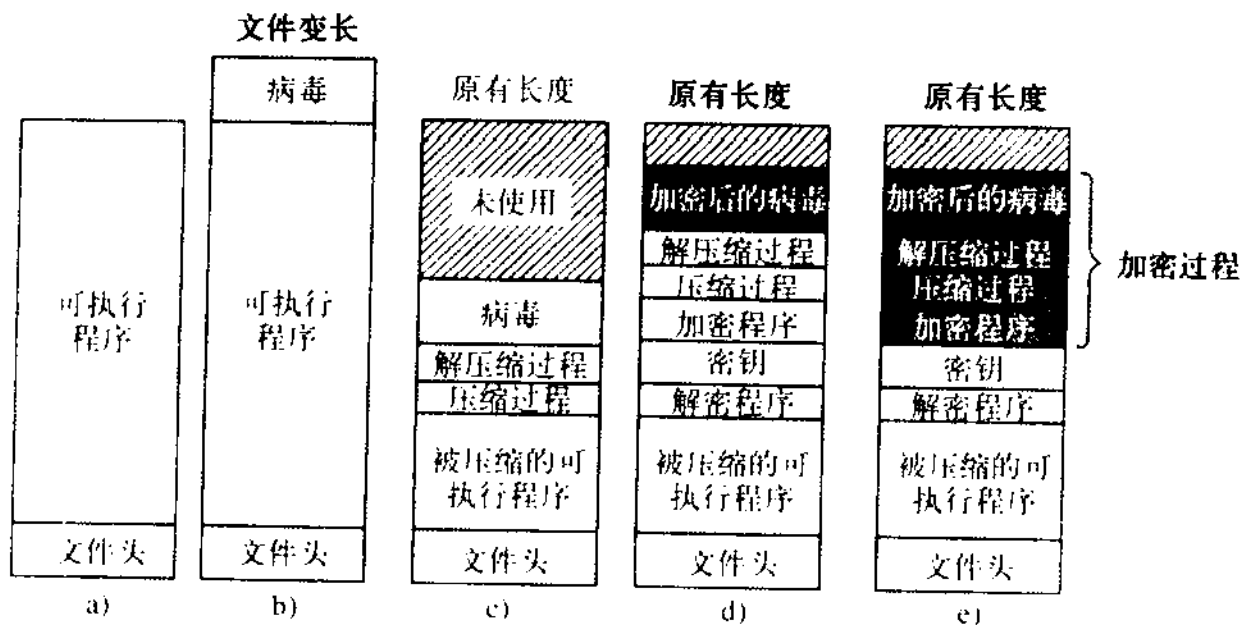 文件变长
病毒
可执行
程序
文件头
b)
可执行
程序
文件头
a)
原有长度
未使用
病毒
解压缩过程
压缩过程
被压缩的可
执行程序
文件头
c)
原有长度
加密后的病毒
解压缩过程
压缩过程
加密程序
密钥
解密程序
被压缩的可
执行程序
文件头
d)
原有长度
加密后的病毒
解压缩过程
压缩过程
加密程序
密钥
解密程序
被压缩的可
执行程序
文件头
e)
加密过程